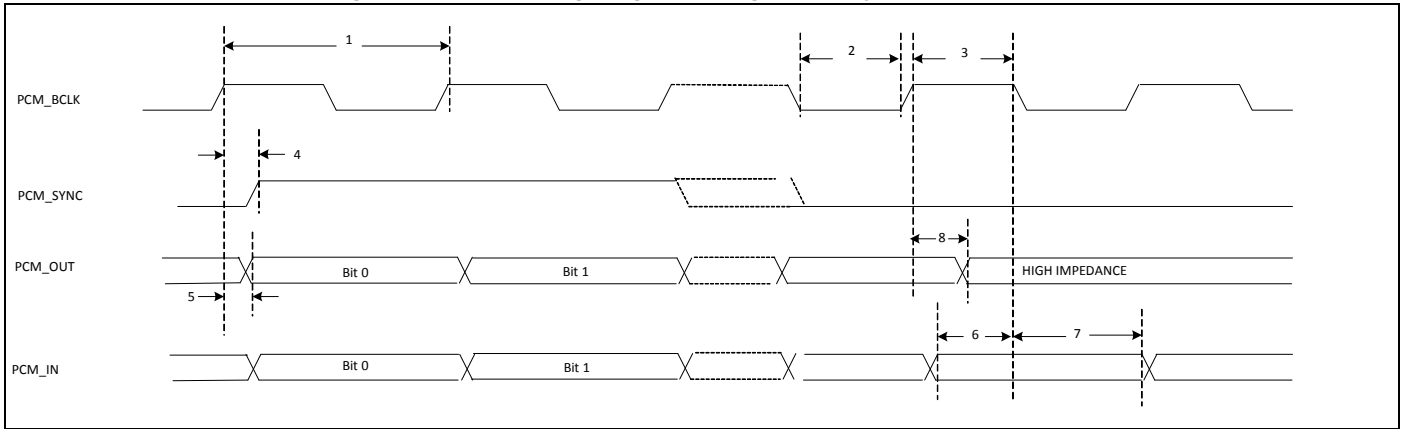 1
2
3
PCM_BCLK
4
PCM_SYNC
8
PCM_OUT
Bit 0
Bit 1
HIGH IMPEDANCE
5
6
7
PCM_IN
Bit 0
Bit 1